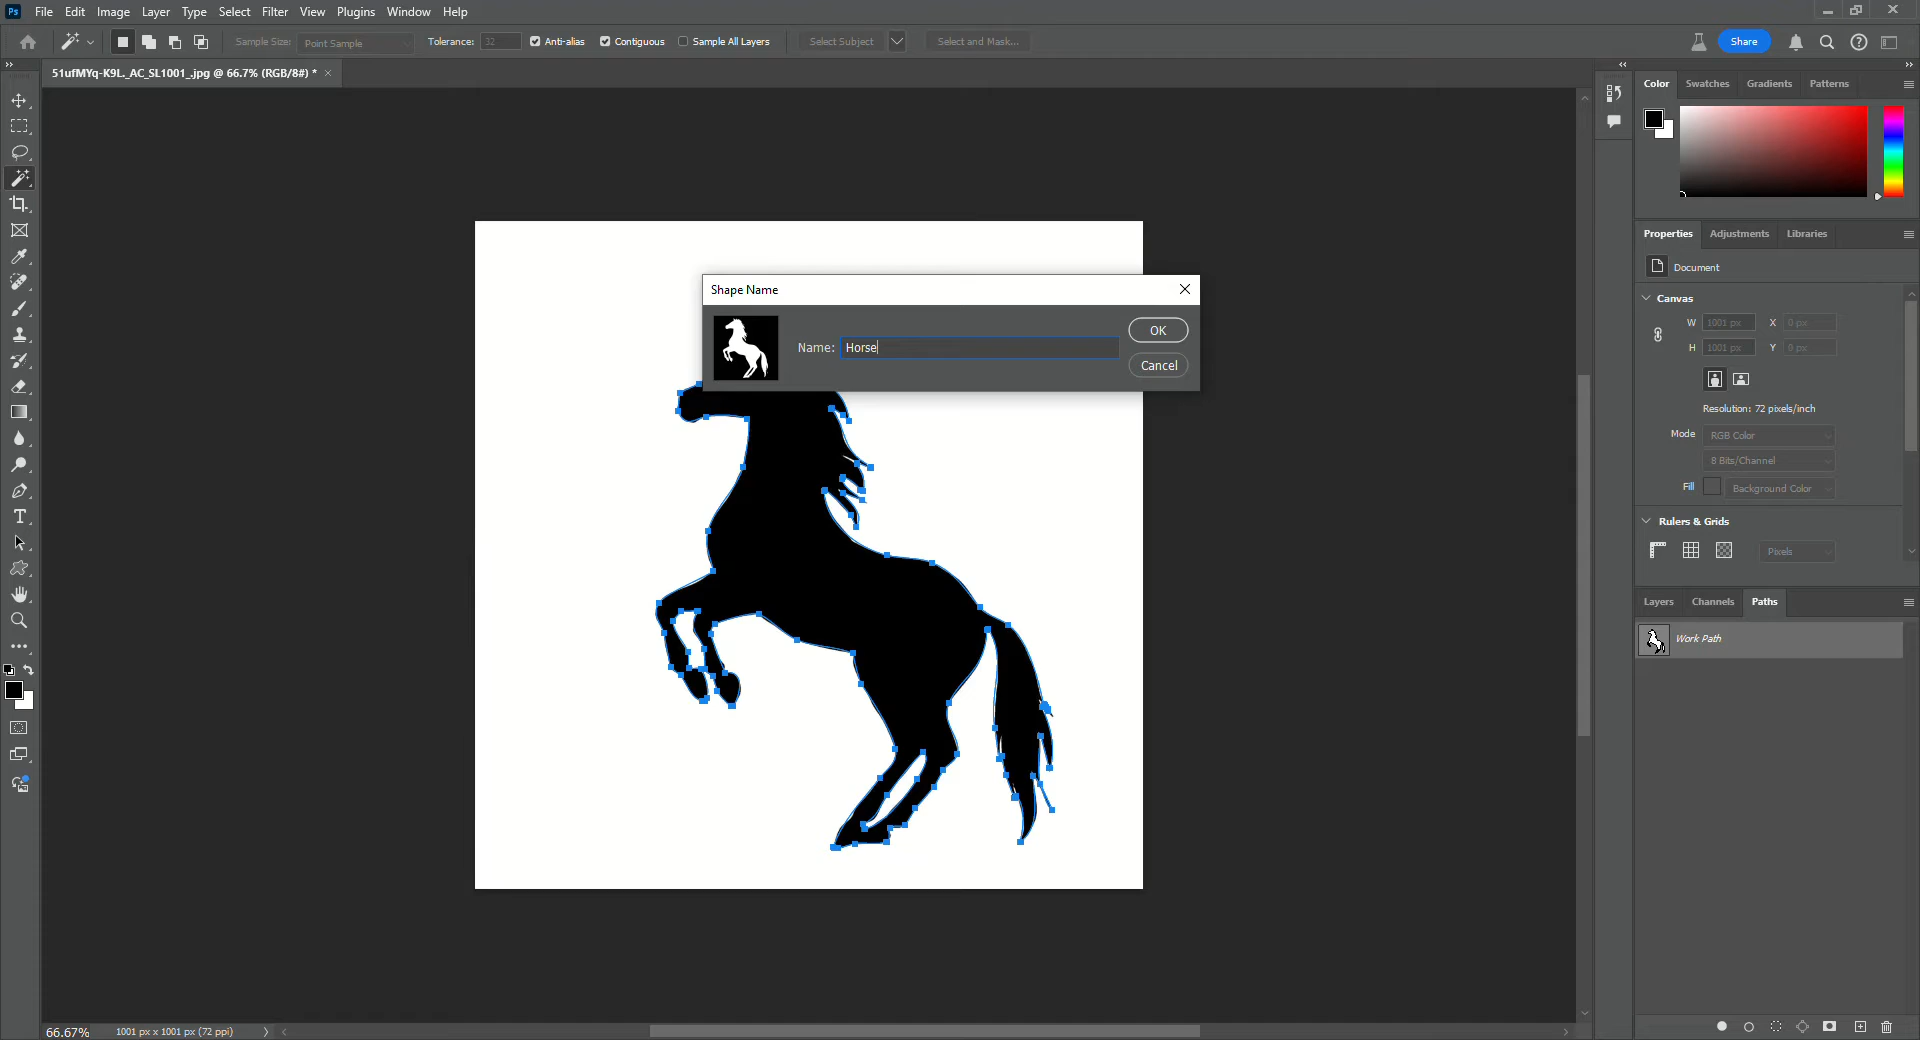 Ps File Edit Image Layer Type Select Filter View Plugins Window Help
Sample Size: Point Sample Tolerance: 32 Anti-alias Contiguous Sample All Layers Select Subject Select and Mask... Share
51ufMYq-K9L._AC_SL1001_.jpg @ 66.7% (RGB/8#) *
Color Swatches Gradients Patterns
Properties Adjustments Libraries
Document
Canvas
W 1001 px X 0 px
H 1001 px Y 0 px
Resolution: 72 pixels/inch
Mode RGB Color
8 Bits/Channel
Fill Background Color
Rulers & Grids
Pixels
Layers Channels Paths
Work Path
Shape Name
Name: Horse
OK
Cancel
66.67% 1001 px x 1001 px (72 ppi)